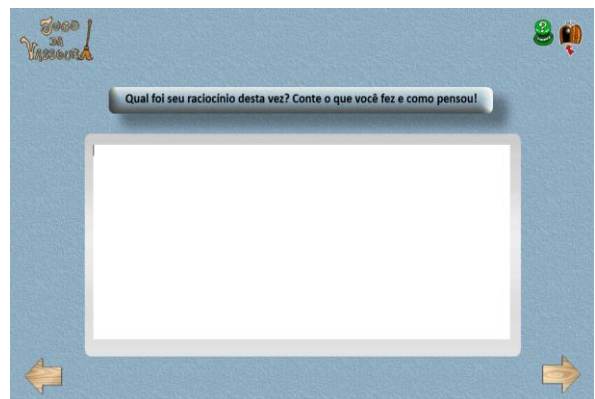 Jogo
da
Vassoura
Qual foi seu raciocínio desta vez? Conte o que você fez e como pensou!